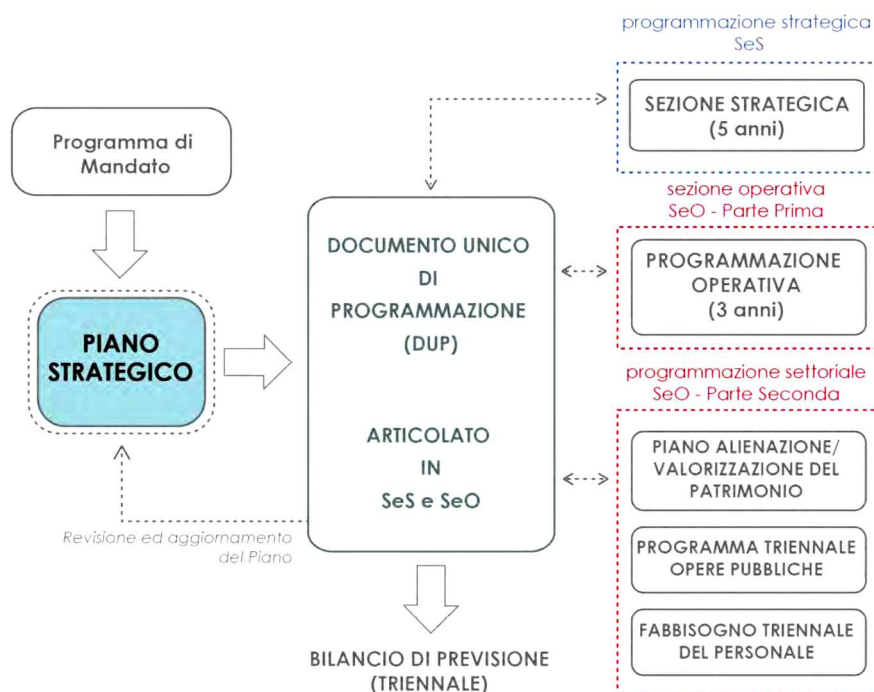 programmazione strategica
SeS
SEZIONE STRATEGICA
(5 anni)
Programma di
Mandato
sezione operativa
SeO - Parte Prima
DOCUMENTO UNICO
DI
PROGRAMMAZIONE
(DUP)
PROGRAMMAZIONE
OPERATIVA
(3 anni)
PIANO
STRATEGICO
programmazione settoriale
SeO - Parte Seconda
ARTICOLATO
IN
SeS e SeO
PIANO ALIENAZIONE/
VALORIZZAZIONE DEL
PATRIMONIO
Revisione ed aggiornamento
del Piano
PROGRAMMA TRIENNALE
OPERE PUBBLICHE
FABBISOGNO TRIENNALE
DEL PERSONALE
BILANCIO DI PREVISIONE
(TRIENNALE)